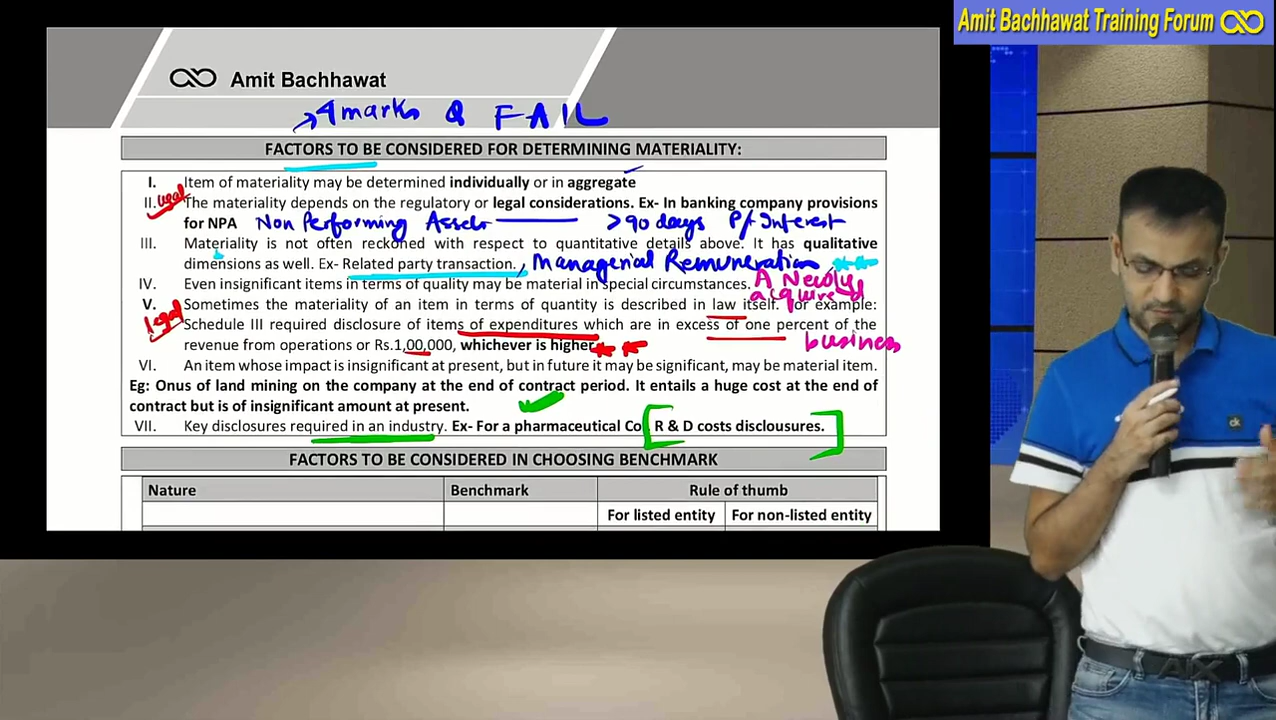 Amit Bachhawat Training Forum
Amit Bachhawat
→ 4 marks Q FAIL
FACTORS TO BE CONSIDERED FOR DETERMINING MATERIALITY:
I. Item of materiality may be determined individually or in aggregate
II. legal The materiality depends on the regulatory or legal considerations. Ex- In banking company provisions
for NPA Non Performing Assets >90 days P/Interest
III. Materiality is not often reckoned with respect to quantitative details above. It has qualitative
dimensions as well. Ex- Related party transaction. , Managerial Remuneration
IV. Even insignificant items in terms of quality may be material in special circumstances. A Newly
acquired
V. Sometimes the materiality of an item in terms of quantity is described in law itself. For example:
legal Schedule III required disclosure of items of expenditures which are in excess of one percent of the
revenue from operations or Rs.1,00,000, whichever is higher. business
VI. An item whose impact is insignificant at present, but in future it may be significant, may be material item.
Eg: Onus of land mining on the company at the end of contract period. It entails a huge cost at the end of
contract but is of insignificant amount at present.
VII. Key disclosures required in an industry. Ex- For a pharmaceutical Co R & D costs disclousures.
FACTORS TO BE CONSIDERED IN CHOOSING BENCHMARK
Nature Benchmark Rule of thumb
For listed entity For non-listed entity
dk